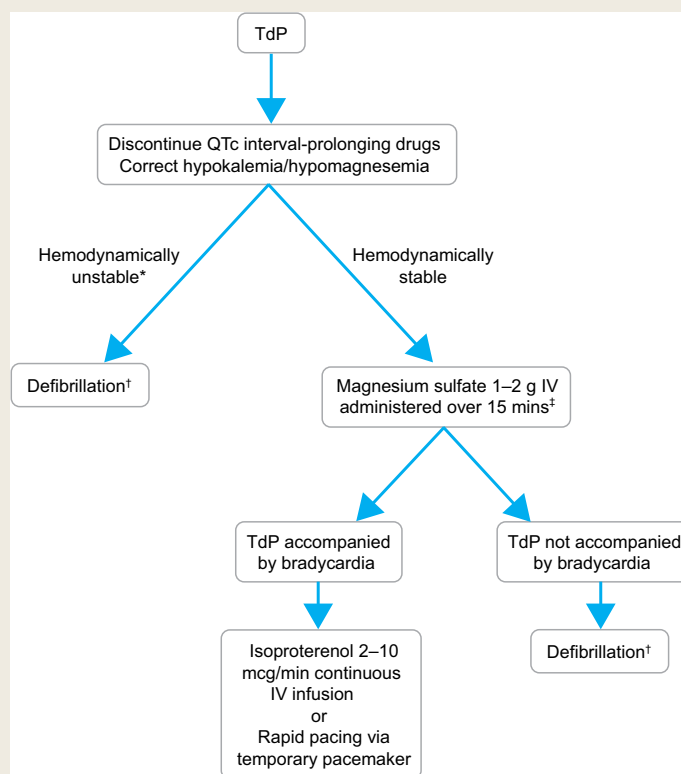 TdP
Discontinue QTc interval-prolonging drugs
Correct hypokalemia/hypomagnesemia
Hemodynamically
unstable*
Hemodynamically
stable
Defibrillation†
Magnesium sulfate 1–2 g IV
administered over 15 mins‡
TdP accompanied
by bradycardia
TdP not accompanied
by bradycardia
Isoproterenol 2–10
mcg/min continuous
IV infusion
or
Rapid pacing via
temporary pacemaker
Defibrillation†